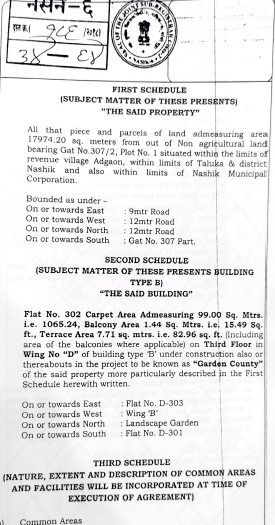 नसन-६
FIRST SCHEDULE
(SUBJECT MATTER OF THESE PRESENTS)
"THE SAID PROPERTY"
All that piece and parcels of land admeasuring area
17974.20 sq. meters from out of Non agricultural land
bearing Gat No.307/2, Plot No. 1 situated within the limits of
revenue village Adgaon, within limits of Taluka & district
Nashik and also within limits of Nashik Municipal
Corporation.
Bounded as under –
On or towards East : 9mtr Road
On or towards West : 12mtr Road
On or towards North : 12mtr Road
On or towards South : Gat No. 307 Part.
SECOND SCHEDULE
(SUBJECT MATTER OF THESE PRESENTS BUILDING
TYPE B)
"THE SAID BUILDING"
Flat No. 302 Carpet Area Admeasuring 99.00 Sq. Mtrs.
i.e. 1065.24, Balcony Area 1.44 Sq. Mtrs. i.e. 15.49 Sq.
ft., Terrace Area 7.71 sq. mtrs. i.e. 82.96 sq. ft. (Including
area of the balconies where applicable) on Third Floor in
Wing No "D" of building type 'B' under construction also or
thereabouts in the project to be known as "Garden County"
of the said property more particularly described in the First
Schedule herewith written.
On or towards East : Flat No. D-303
On or towards West : Wing 'B'
On or towards North : Landscape Garden
On or towards South : Flat No. D-301
THIRD SCHEDULE
(NATURE, EXTENT AND DESCRIPTION OF COMMON AREAS
AND FACILITIES WILL BE INCORPORATED AT TIME OF
EXECUTION OF AGREEMENT)
Common Areas